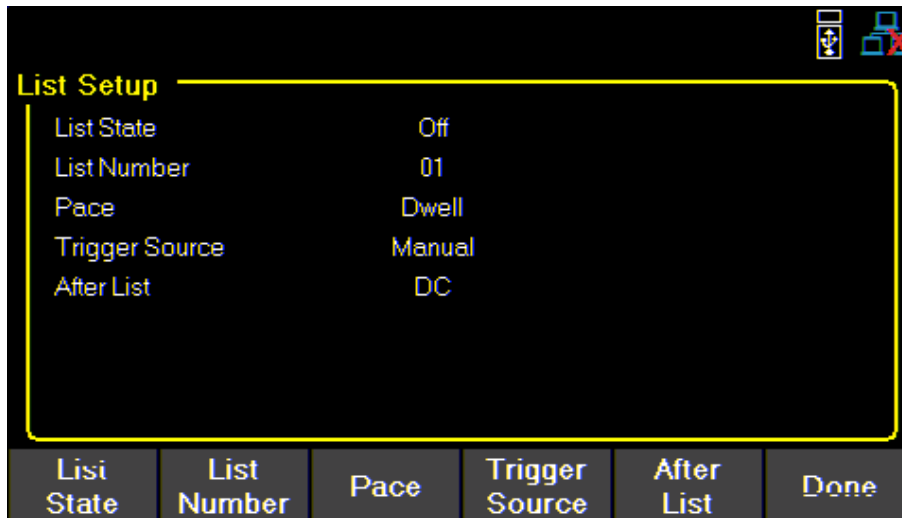 List Setup
List State Off
List Number 01
Pace Dwell
Trigger Source Manual
After List DC
Lisi State
List Number
Pace
Trigger Source
After List
Done